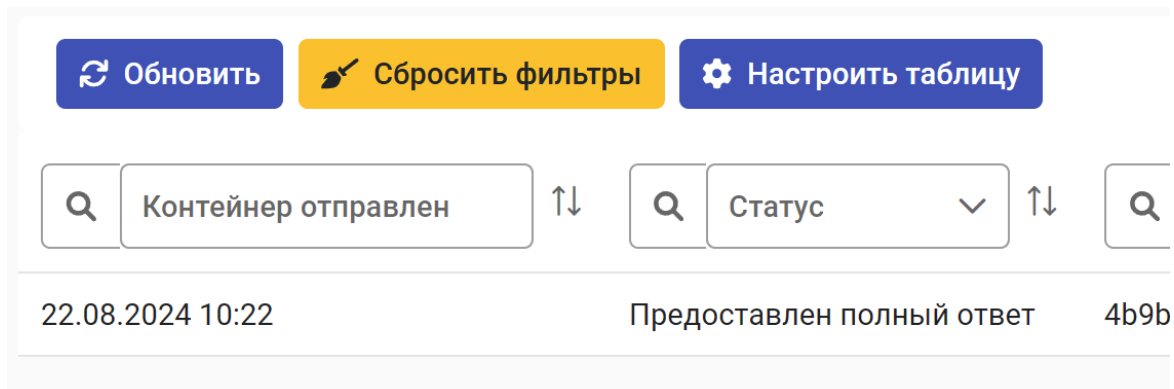 Обновить Сбросить фильтры Настроить таблицу
Контейнер отправлен Статус
22.08.2024 10:22 Предоставлен полный ответ 4b9b